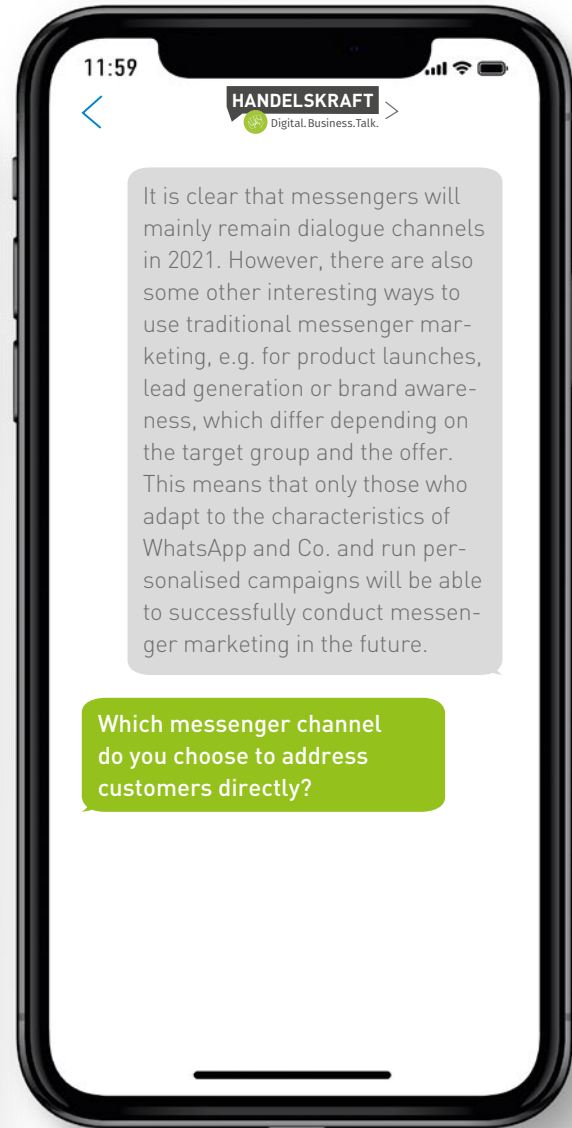 11:59
HANDELSKRAFT
Digital.Business.Talk.
It is clear that messengers will
mainly remain dialogue channels
in 2021. However, there are also
some other interesting ways to
use traditional messenger mar-
keting, e.g. for product launches,
lead generation or brand aware-
ness, which differ depending on
the target group and the offer.
This means that only those who
adapt to the characteristics of
WhatsApp and Co. and run per-
sonalised campaigns will be able
to successfully conduct messen-
ger marketing in the future.
Which messenger channel
do you choose to address
customers directly?